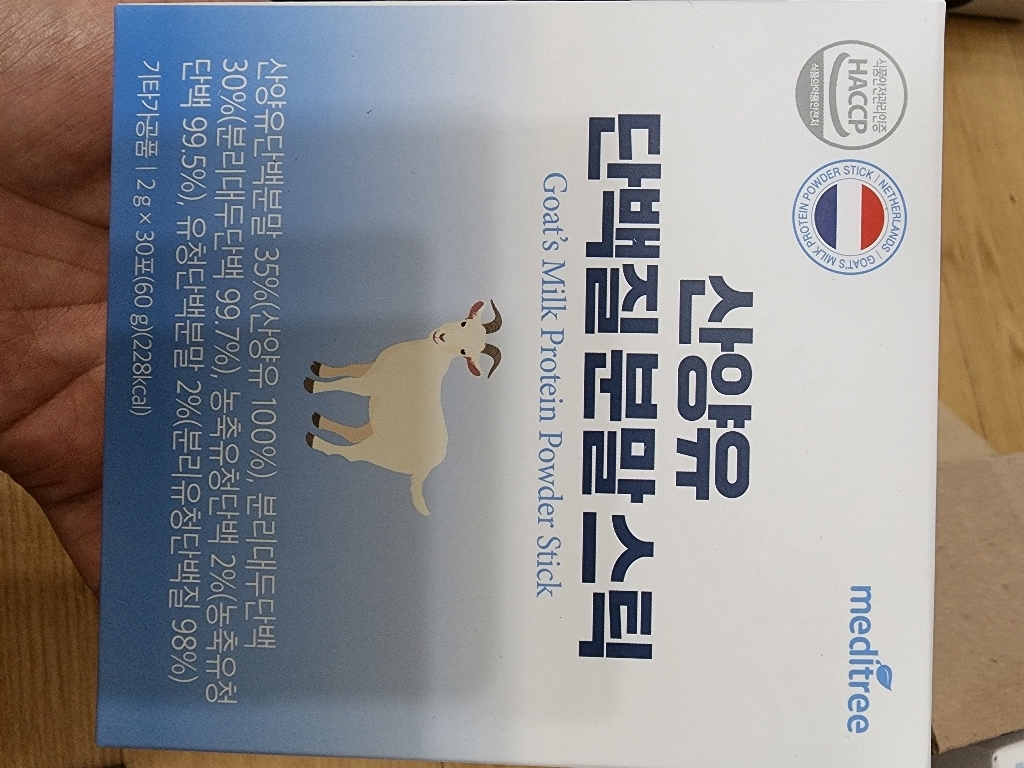 meditree
식품안전관리인증
HACCP
식품의약품안전처
NETHERLANDS | GOAT'S MILK PROTEIN POWDER STICK |
산양유
단백질 분말 스틱
Goat's Milk Protein Powder Stick
산양유단백분말 35%(산양유 100%), 분리대두단백
30%(분리대두단백 99.7%), 농축유청단백 2%(농축유청
단백 99.5%), 유청단백분말 2%(분리유청단백질 98%)
기타가공품 | 2 g × 30포(60 g)(228kcal)